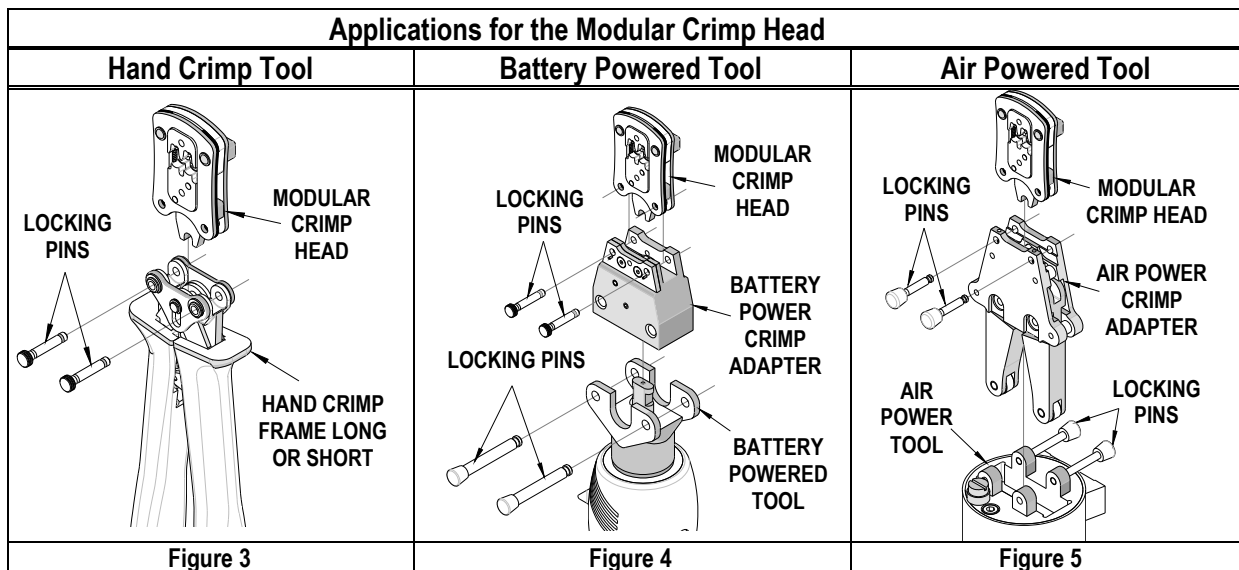 Applications for the Modular Crimp Head
Hand Crimp Tool
Battery Powered Tool
Air Powered Tool
LOCKING
PINS
MODULAR
CRIMP
HEAD
HAND CRIMP
FRAME LONG
OR SHORT
MODULAR
CRIMP
HEAD
LOCKING
PINS
BATTERY
POWER
CRIMP
ADAPTER
LOCKING PINS
BATTERY
POWERED
TOOL
LOCKING
PINS
MODULAR
CRIMP HEAD
AIR POWER
CRIMP
ADAPTER
AIR
POWER
TOOL
LOCKING
PINS
Figure 3
Figure 4
Figure 5